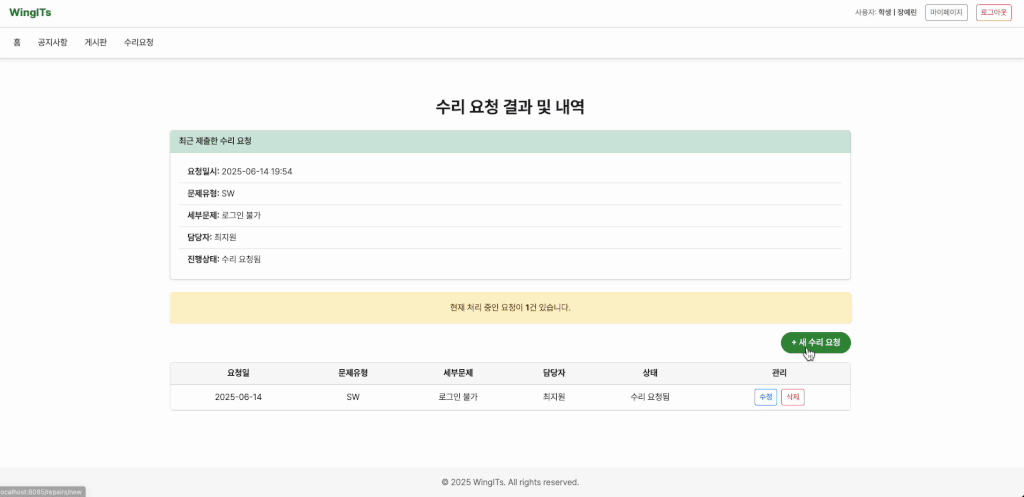 WingITs
사용자: 학생 | 장예린 마이페이지 로그아웃
홈 공지사항 게시판 수리요청
수리 요청 결과 및 내역
최근 제출한 수리 요청
요청일시: 2025-06-14 19:54
문제유형: SW
세부문제: 로그인 불가
담당자: 최지원
진행상태: 수리 요청됨
현재 처리 중인 요청이 1건 있습니다.
+ 새 수리 요청
요청일 문제유형 세부문제 담당자 상태 관리
2025-06-14 SW 로그인 불가 최지원 수리 요청됨 수정 삭제
© 2025 WingITs. All rights reserved.
ocalhost:8085/repairs/new